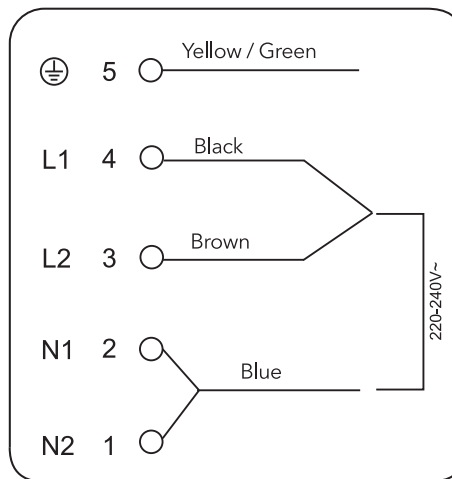 5 Yellow / Green
L1 4 Black
L2 3 Brown
220-240V~
N1 2
Blue
N2 1